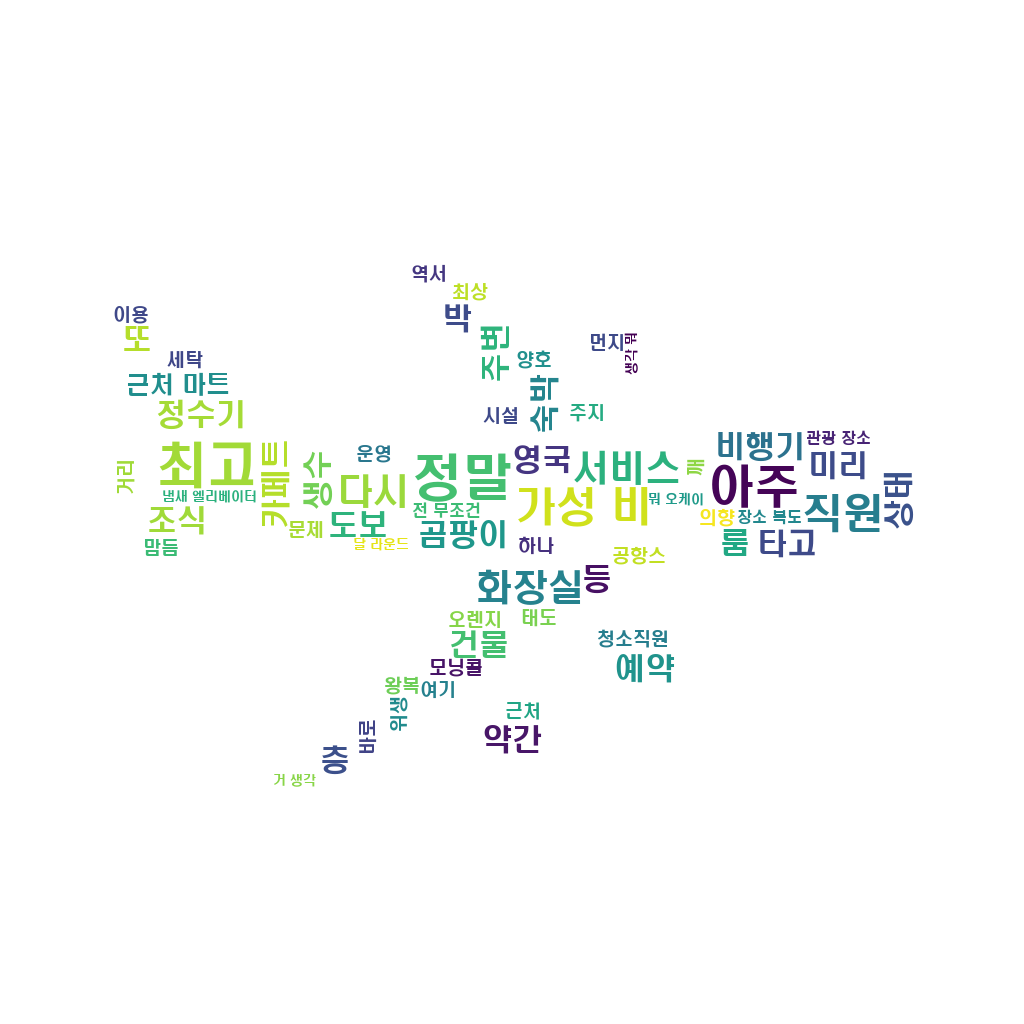 역서
최상
이용
박
또
주변
먼지
생각 뭐
세탁
양호
근처 마트
숙박
정수기
시설
주지
최고
카페트
운영
정말
영국
서비스
비행기
관광 장소
미리
거리
생수
다시
께
아주
상태
냄새 엘리베이터
가성 비
뭐 오케이
직원
조식
문제
도보
전 무조건
곰팡이
의향
장소 복도
맘듬
달 라운드
하나
룸
타고
공항스
화장실
등
오렌지
태도
건물
청소직원
모닝콜
예약
왕복
여기
위생
근처
바로
약간
층
거 생각